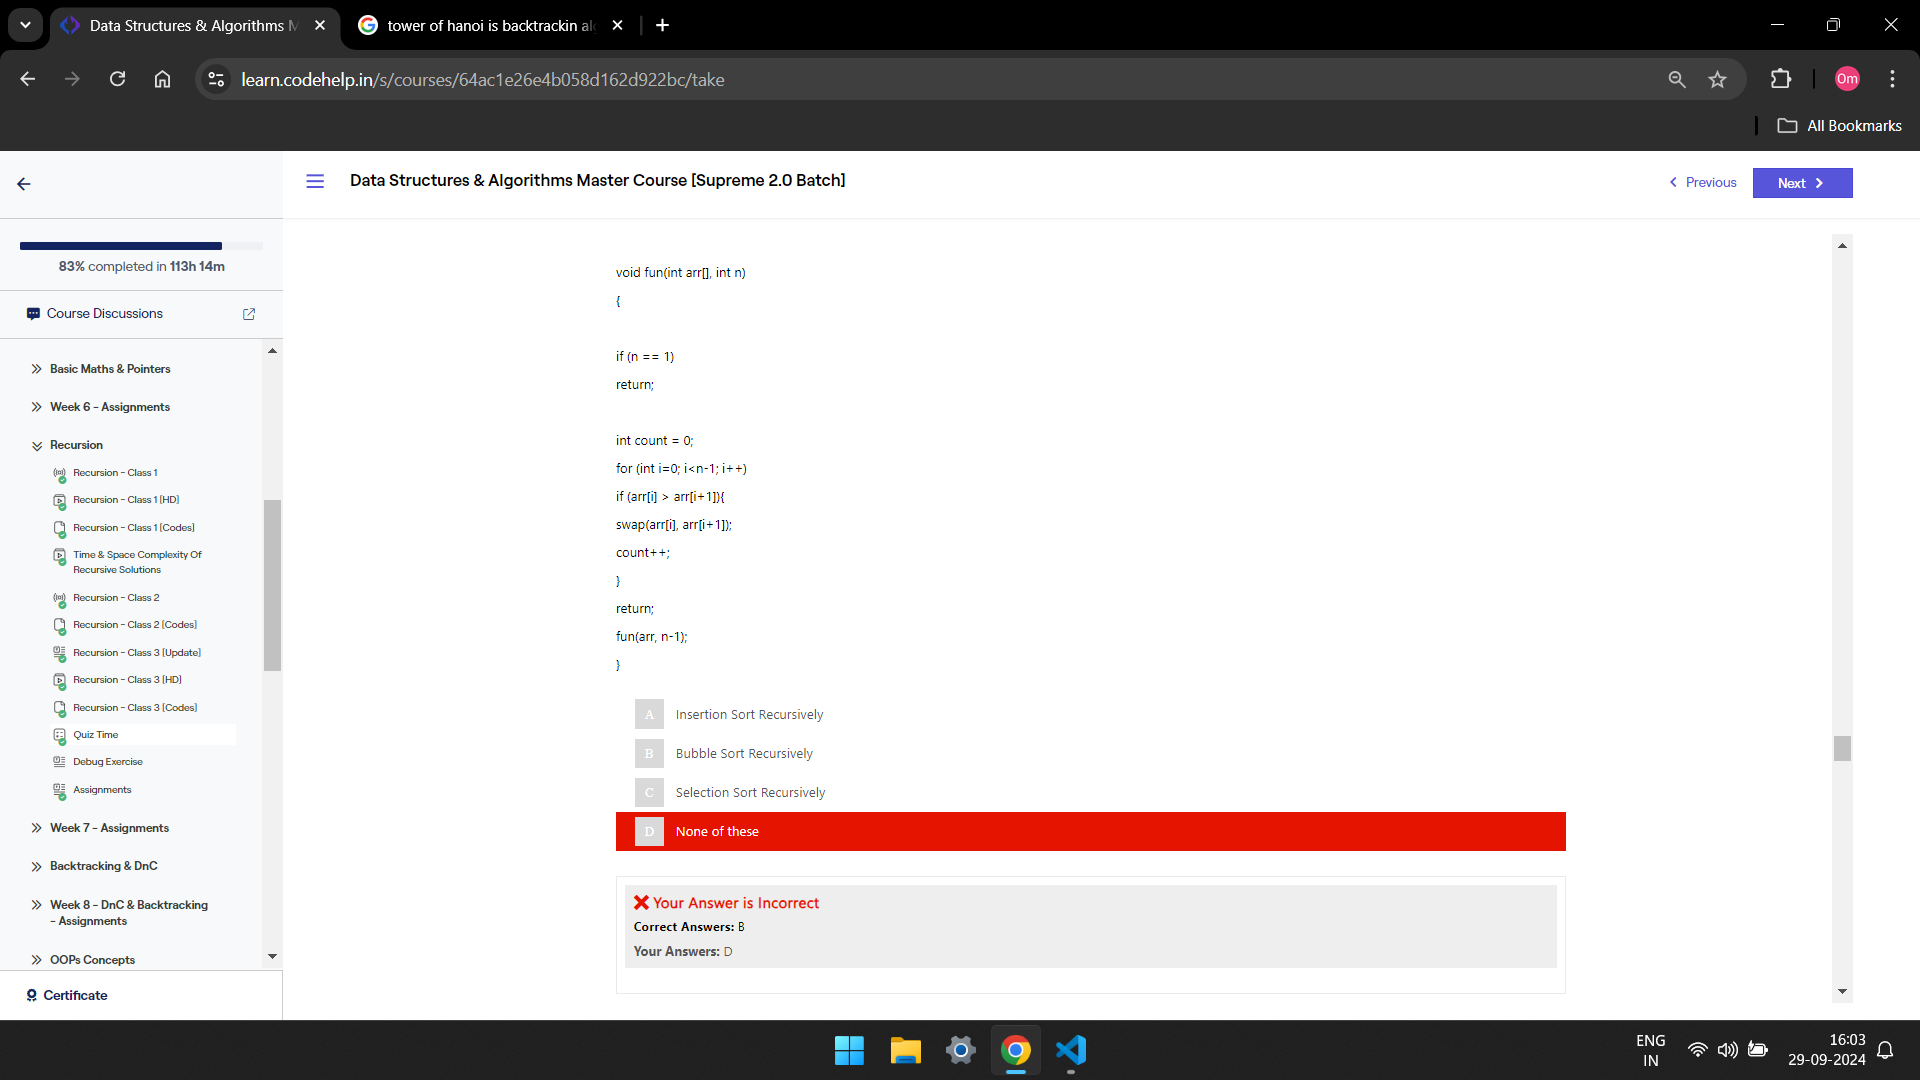 Data Structures & Algorithms M
tower of hanoi is backtrackin al
learn.codehelp.in/s/courses/64ac1e26e4b058d162d922bc/take
Om
All Bookmarks
Data Structures & Algorithms Master Course [Supreme 2.0 Batch]
Previous
Next
83% completed in 113h 14m
Course Discussions
Basic Maths & Pointers
Week 6 - Assignments
Recursion
Recursion - Class 1
Recursion - Class 1 [HD]
Recursion - Class 1 [Codes]
Time & Space Complexity Of
Recursive Solutions
Recursion - Class 2
Recursion - Class 2 [Codes]
Recursion - Class 3 [Update]
Recursion - Class 3 [HD]
Recursion - Class 3 [Codes]
Quiz Time
Debug Exercise
Assignments
Week 7 - Assignments
Backtracking & DnC
Week 8 - DnC & Backtracking
- Assignments
OOPs Concepts
Certificate
void fun(int arr[], int n)
{
if (n == 1)
return;
int count = 0;
for (int i=0; i<n-1; i++)
if (arr[i] > arr[i+1]){
swap(arr[i], arr[i+1]);
count++;
}
return;
fun(arr, n-1);
}
A Insertion Sort Recursively
B Bubble Sort Recursively
C Selection Sort Recursively
D None of these
Your Answer is Incorrect
Correct Answers: B
Your Answers: D
ENG
IN
16:03
29-09-2024